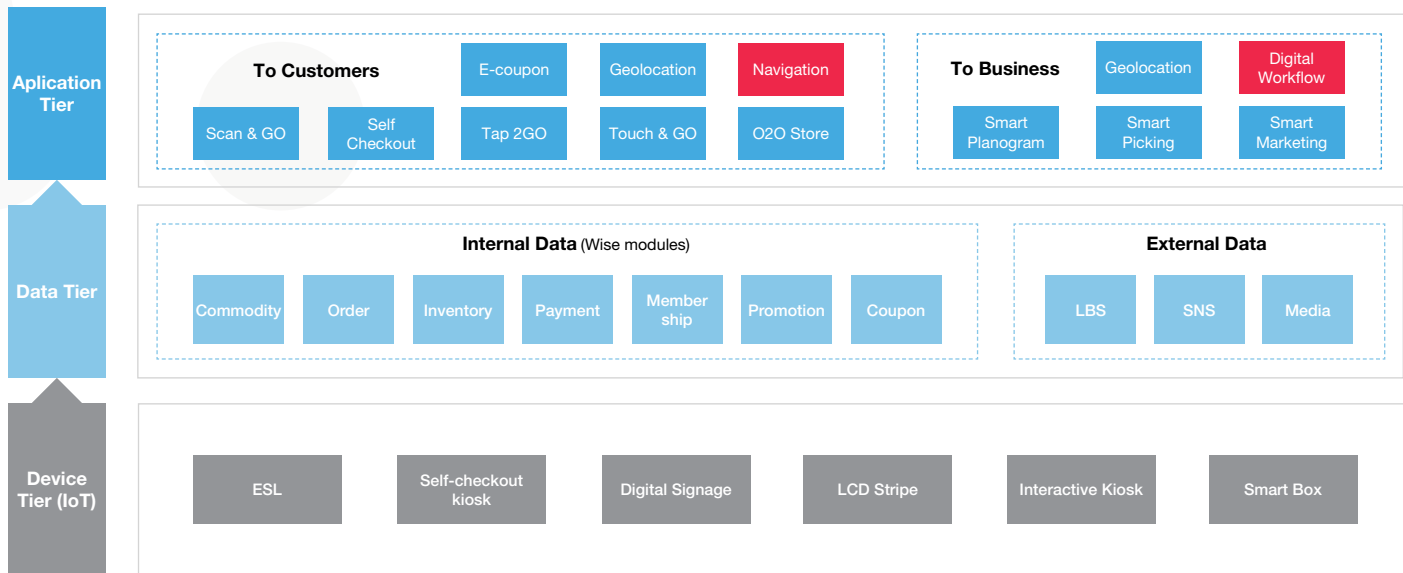 Aplication
Tier
To Customers
E-coupon
Geolocation
Navigation
Scan & GO
Self
Checkout
Tap 2GO
Touch & GO
O2O Store
To Business
Geolocation
Digital
Workflow
Smart
Planogram
Smart
Picking
Smart
Marketing
Data Tier
Internal Data (Wise modules)
Commodity
Order
Inventory
Payment
Member
ship
Promotion
Coupon
External Data
LBS
SNS
Media
Device
Tier (IoT)
ESL
Self-checkout
kiosk
Digital Signage
LCD Stripe
Interactive Kiosk
Smart Box